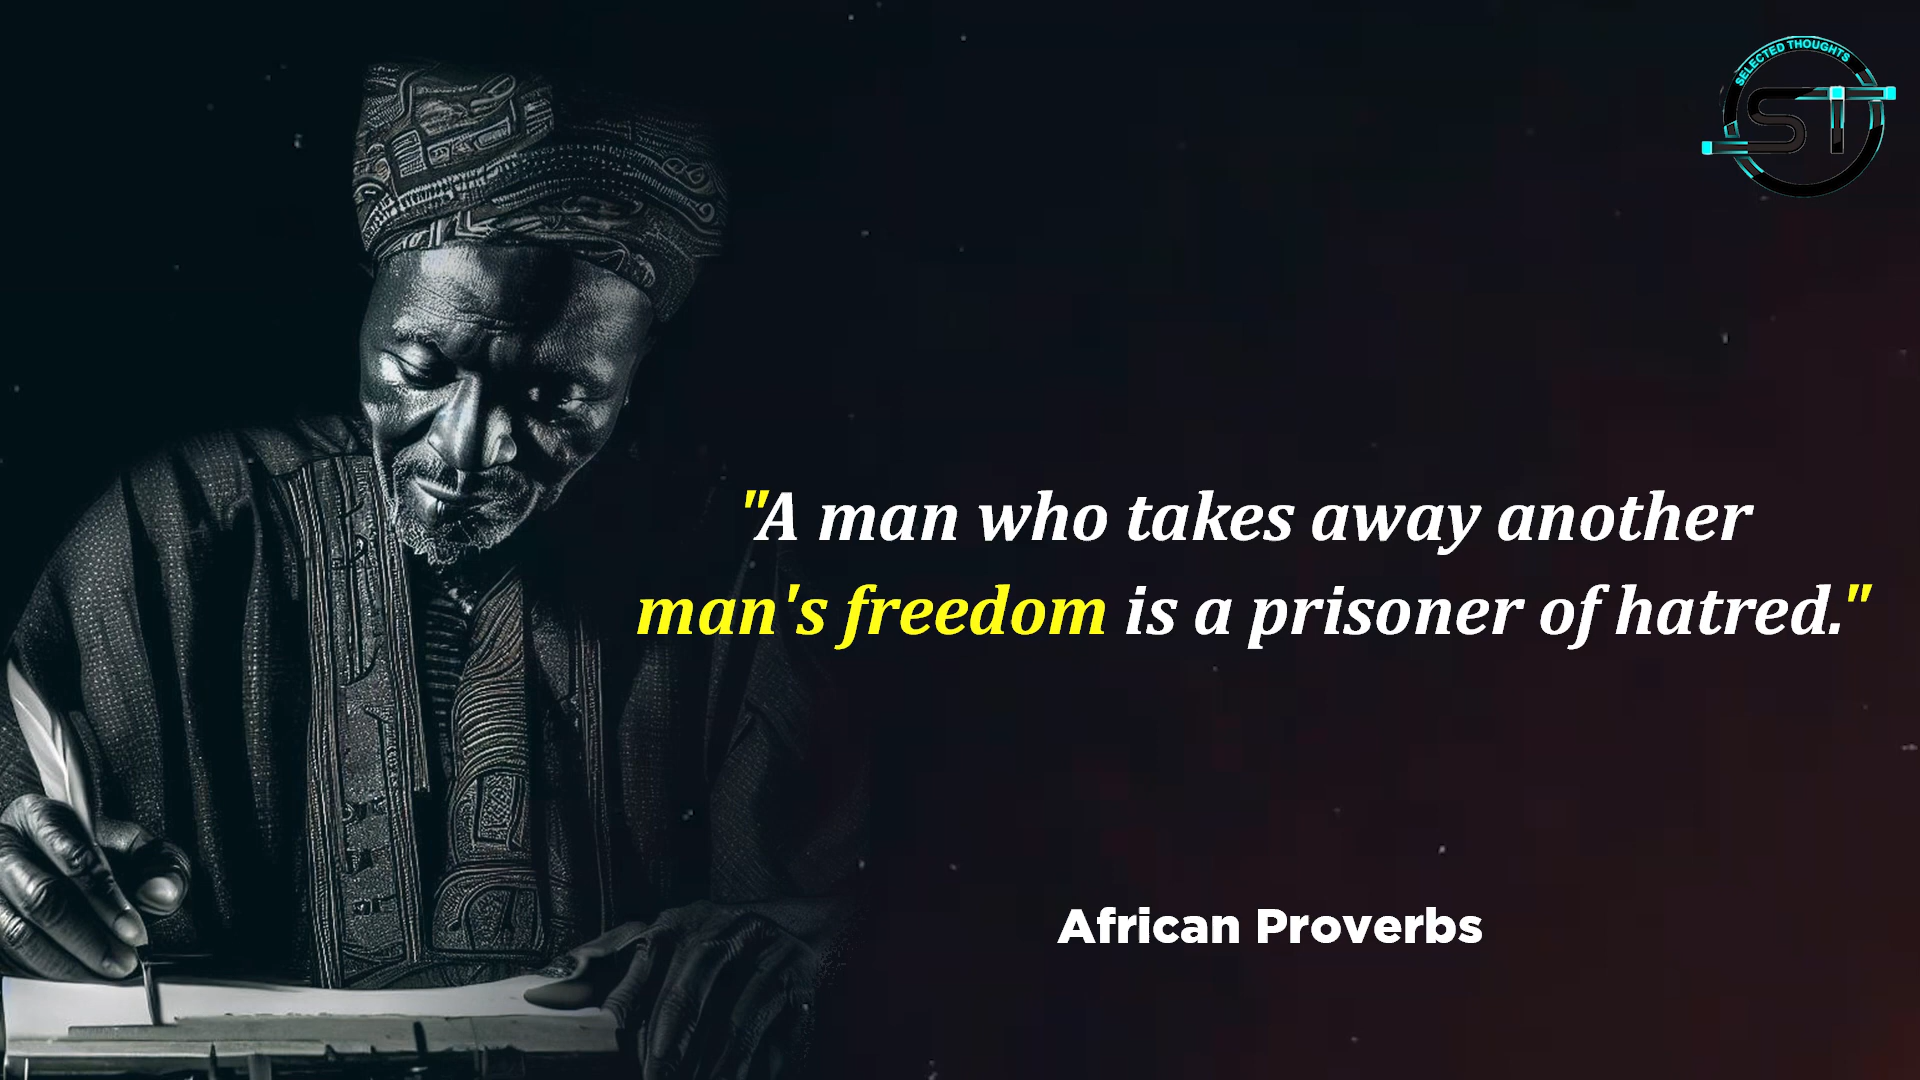 SELECTED THOUGHTS
ST
"A man who takes away another
man's freedom is a prisoner of hatred."
African Proverbs